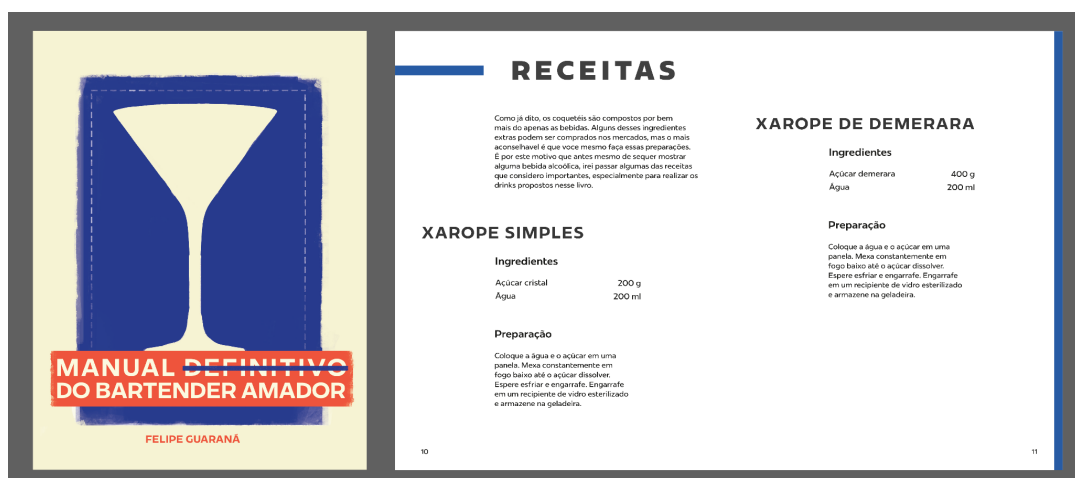 MANUAL DEFINITIVO
DO BARTENDER AMADOR
FELIPE GUARANÁ
RECEITAS
Como já dito, os coquetéis são compostos por bem
mais do apenas as bebidas. Alguns desses ingredientes
extras podem ser comprados nos mercados, mas o mais
aconselhavel é que voce mesmo faça essas preparações.
É por este motivo que antes mesmo de sequer mostrar
alguma bebida alcoólica, irei passar algumas das receitas
que considero importantes, especialmente para realizar os
drinks propostos nesse livro.
XAROPE SIMPLES
Ingredientes
Açúcar cristal 200 g
Água 200 ml
Preparação
Coloque a água e o açúcar em uma
panela. Mexa constantemente em
fogo baixo até o açúcar dissolver.
Espere esfriar e engarrafe. Engarrafe
em um recipiente de vidro esterilizado
e armazene na geladeira.
10
XAROPE DE DEMERARA
Ingredientes
Açúcar demerara 400 g
Água 200 ml
Preparação
Coloque a água e o açúcar em uma
panela. Mexa constantemente em
fogo baixo até o açúcar dissolver.
Espere esfriar e engarrafe. Engarrafe
em um recipiente de vidro esterilizado
e armazene na geladeira.
11